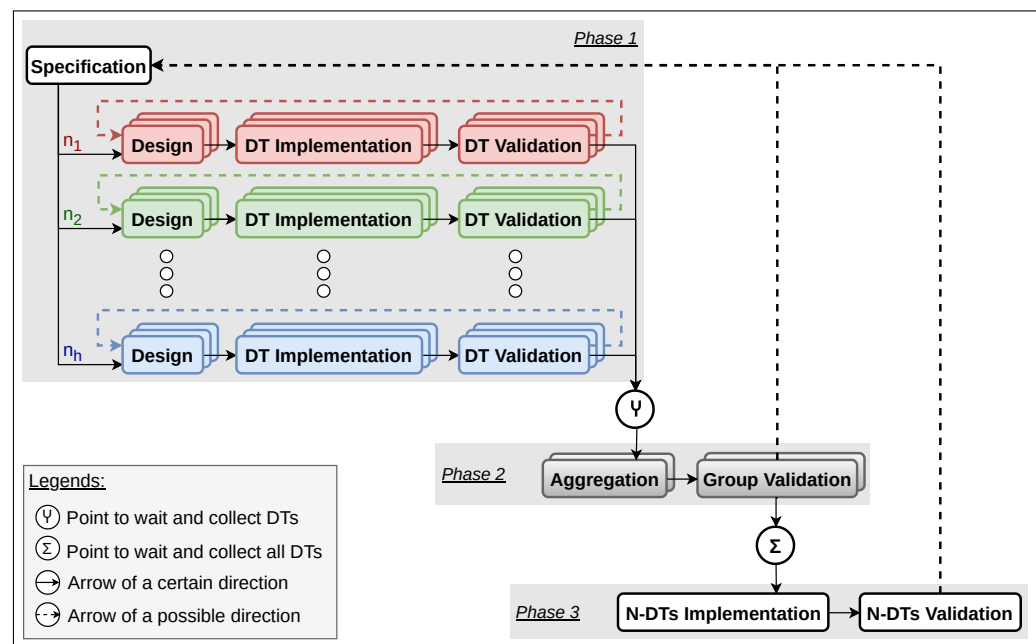 Phase 1
Specification
n1
Design
DT Implementation
DT Validation
n2
Design
DT Implementation
DT Validation
nh
Design
DT Implementation
DT Validation
Ψ
Phase 2
Aggregation
Group Validation
Σ
Phase 3
N-DTs Implementation
N-DTs Validation
Legends:
Ψ Point to wait and collect DTs
Σ Point to wait and collect all DTs
Arrow of a certain direction
Arrow of a possible direction